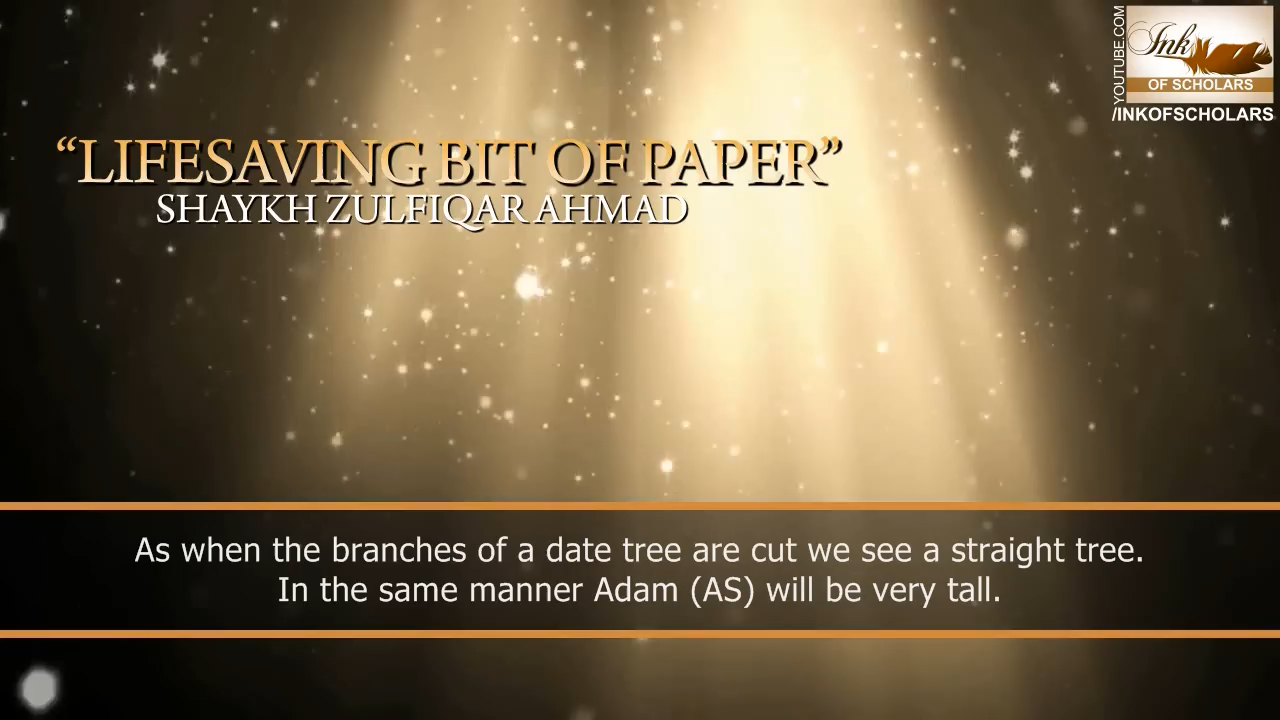 “LIFESAVING BIT OF PAPER”
SHAYKH ZULFIQAR AHMAD
YOUTUBE.COM
Ink
OF SCHOLARS
/INKOFSCHOLARS
As when the branches of a date tree are cut we see a straight tree.
In the same manner Adam (AS) will be very tall.